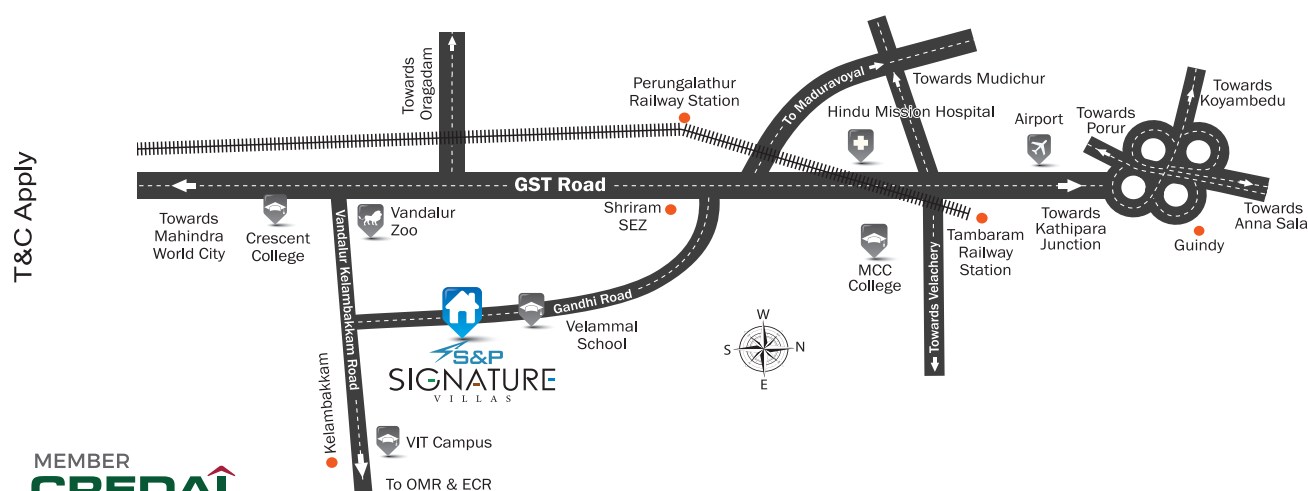 T&C Apply
Towards
Oragadam
Perungalathur
Railway Station
To Maduravoyal
Towards Mudichur
Hindu Mission Hospital
Airport
Towards
Porur
Towards
Koyambedu
GST Road
Towards
Mahindra
World City
Crescent
College
Vandalur
Zoo
Vandalur Kelambakkam Road
Shriram
SEZ
MCC
College
Tambaram
Railway
Station
Towards
Kathipara
Junction
Guindy
Towards
Anna Sala
Gandhi Road
Velammal
School
Towards Velachery
W
S
N
E
S&P
SIGNATURE
VILLAS
Kelambakkam
VIT Campus
To OMR & ECR
MEMBER
CREDAI